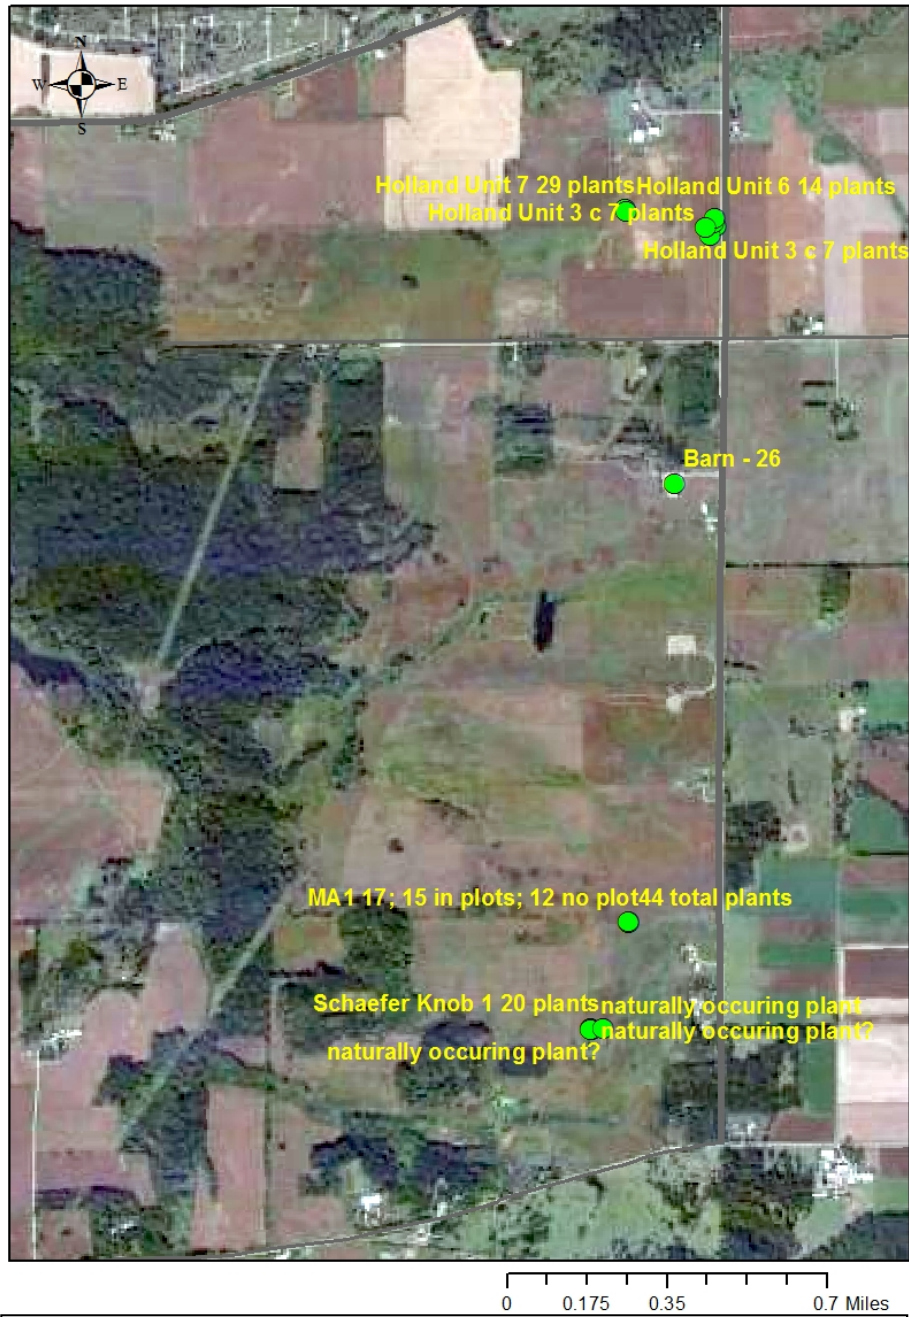 N
W E
S
Holland Unit 7 29 plants Holland Unit 6 14 plants
Holland Unit 3 c 7 plants
Holland Unit 3 c 7 plants
Barn - 26
MA1 17; 15 in plots; 12 no plot44 total plants
Schaefer Knob 1 20 plants naturally occuring plant
naturally occuring plant?
naturally occuring plant?
0 0.175 0.35 0.7 Miles